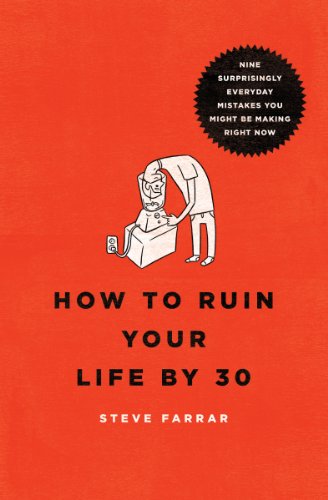 NINE
SURPRISINGLY
EVERYDAY
MISTAKES YOU
MIGHT BE MAKING
RIGHT NOW
HOW TO RUIN
YOUR
LIFE BY 30
STEVE FARRAR